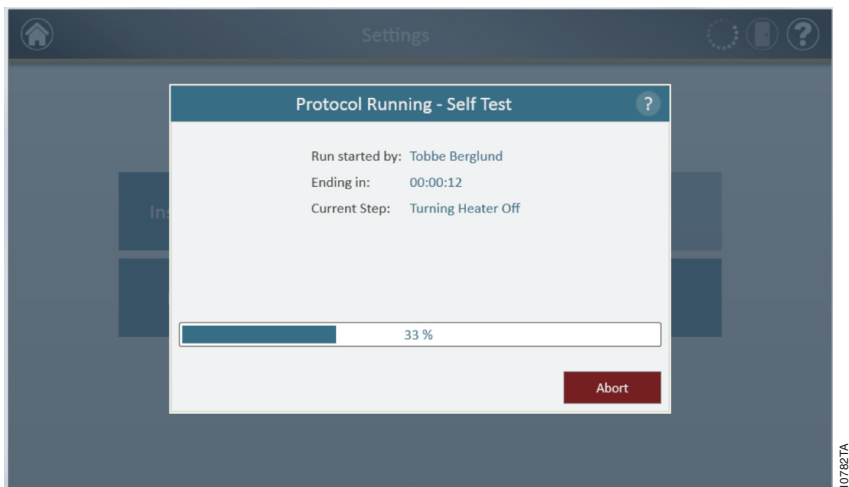 Settings
?
Protocol Running - Self Test
?
Run started by: Tobbe Berglund
Ending in: 00:00:12
Current Step: Turning Heater Off
Ins
33 %
Abort
10782TA